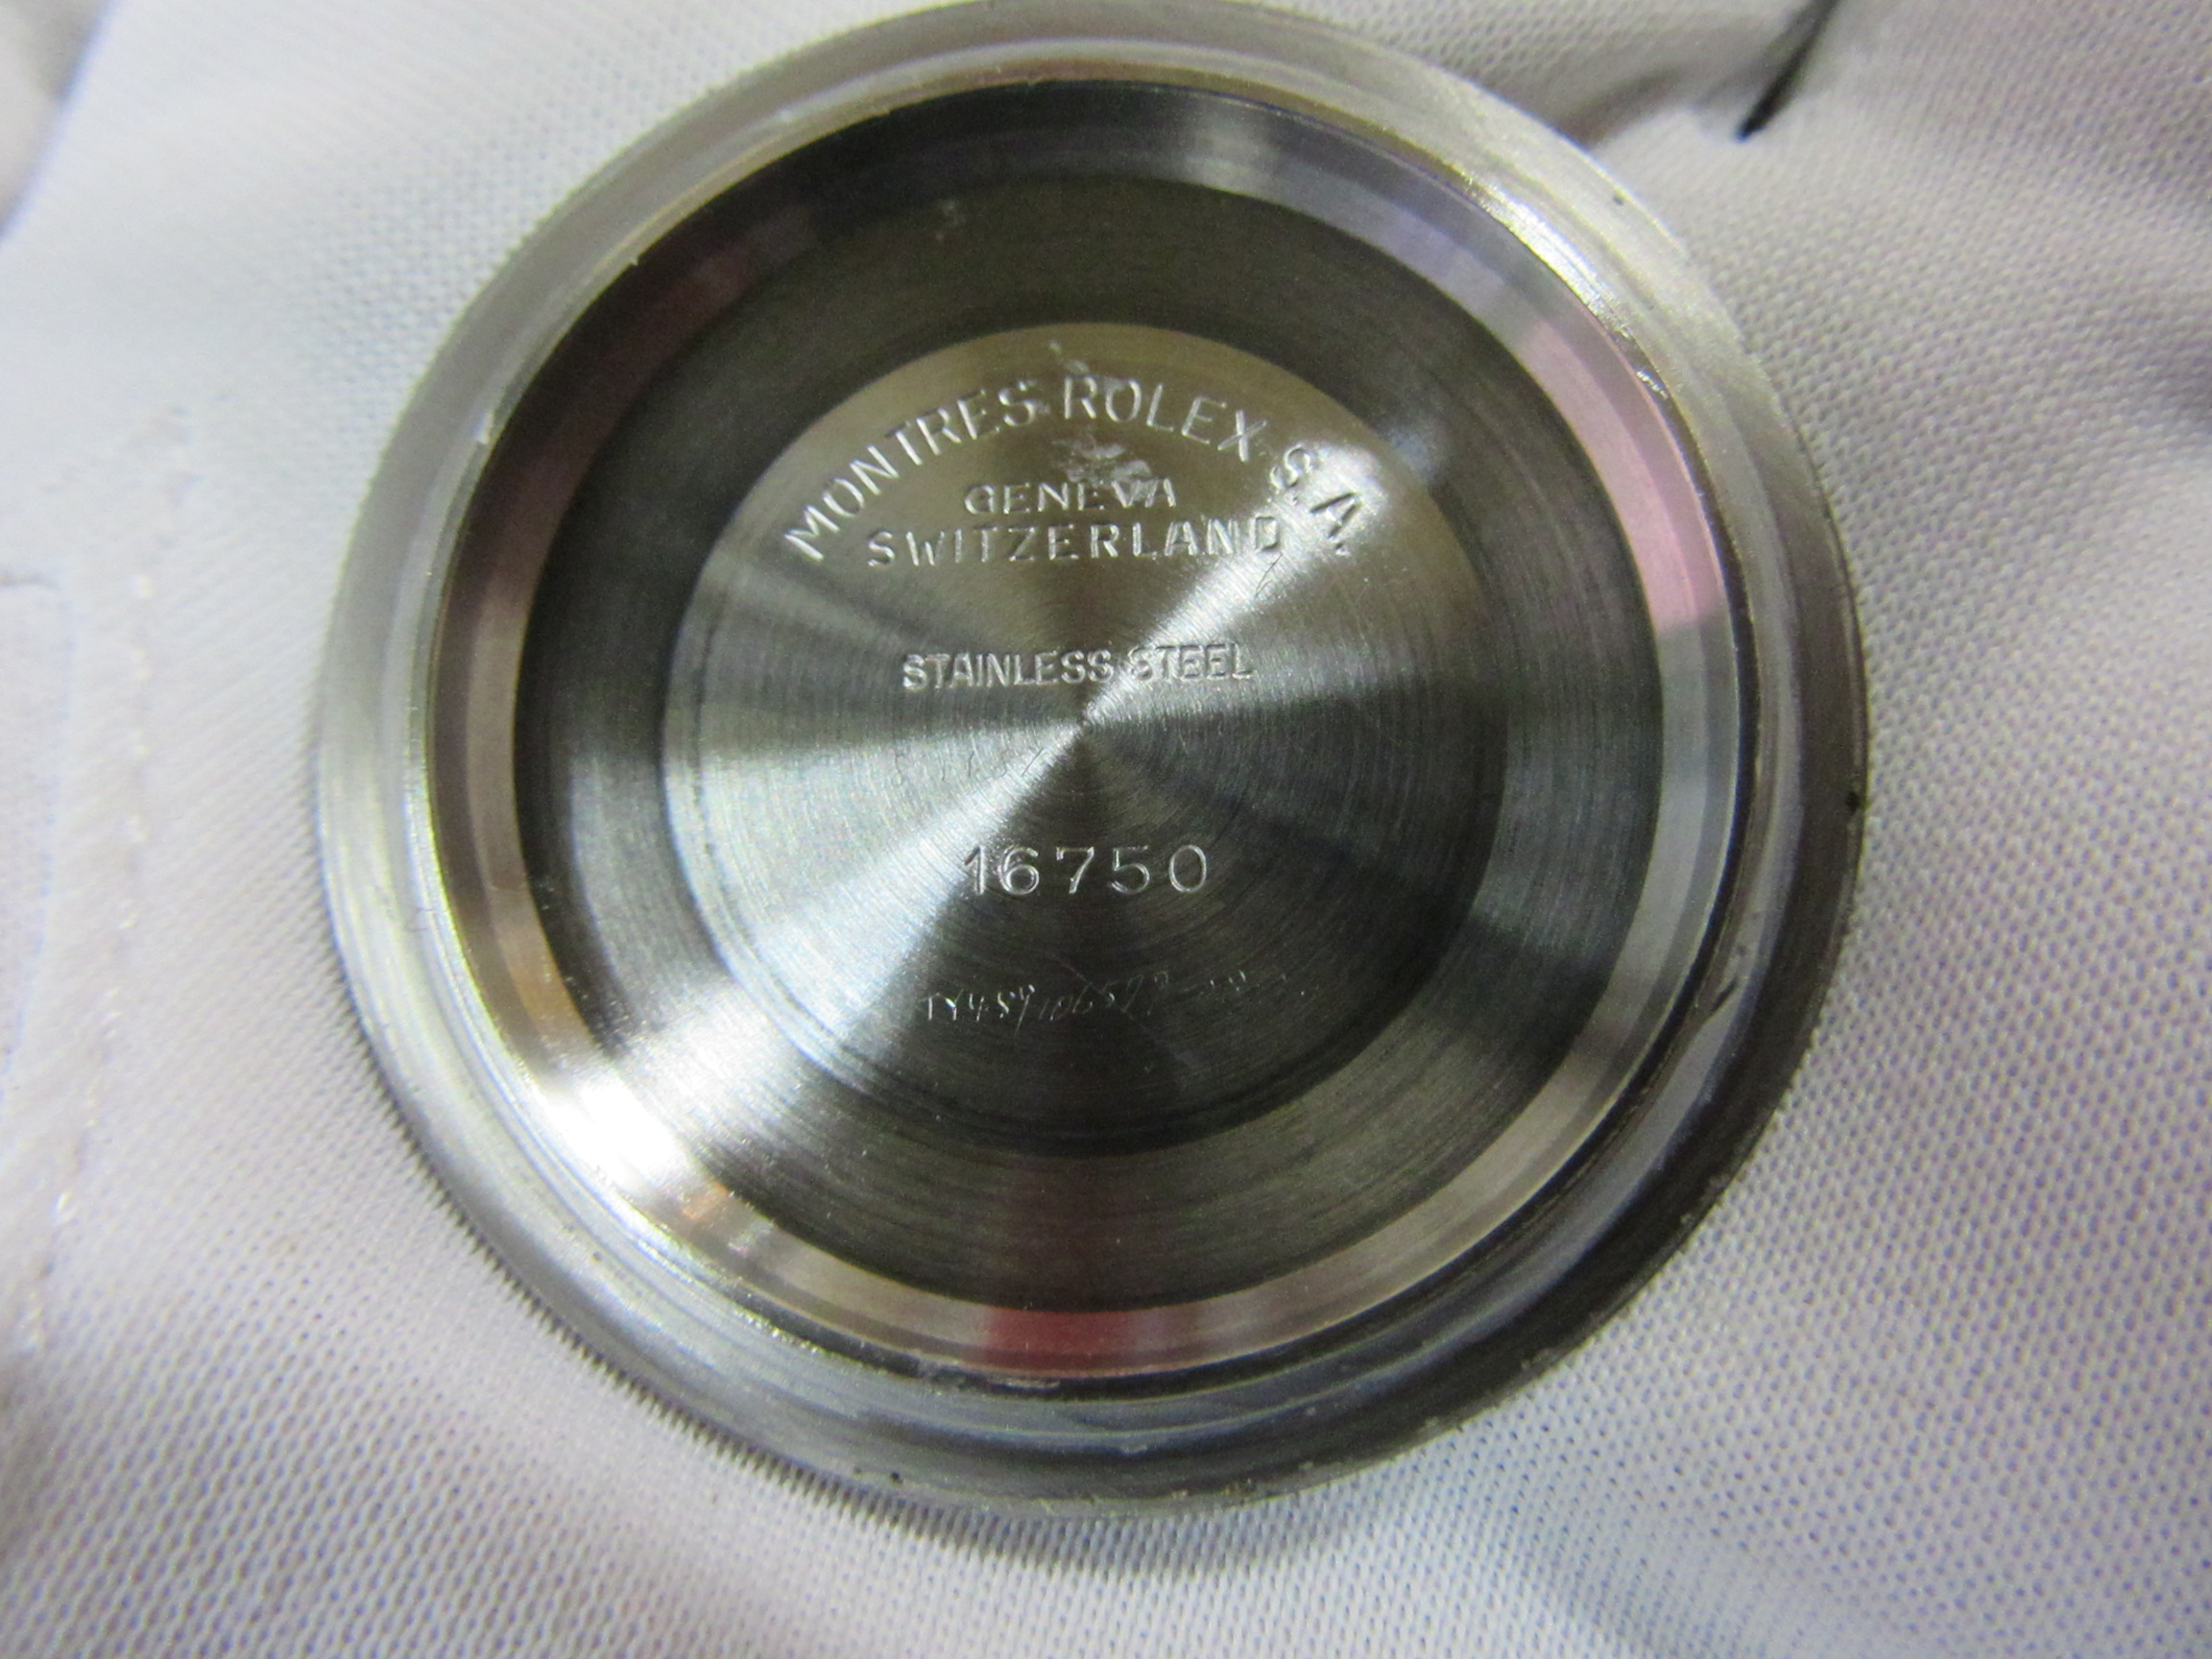 MONTRES ROLEX S.A.
GENEVA
SWITZERLAND
STAINLESS STEEL
16750